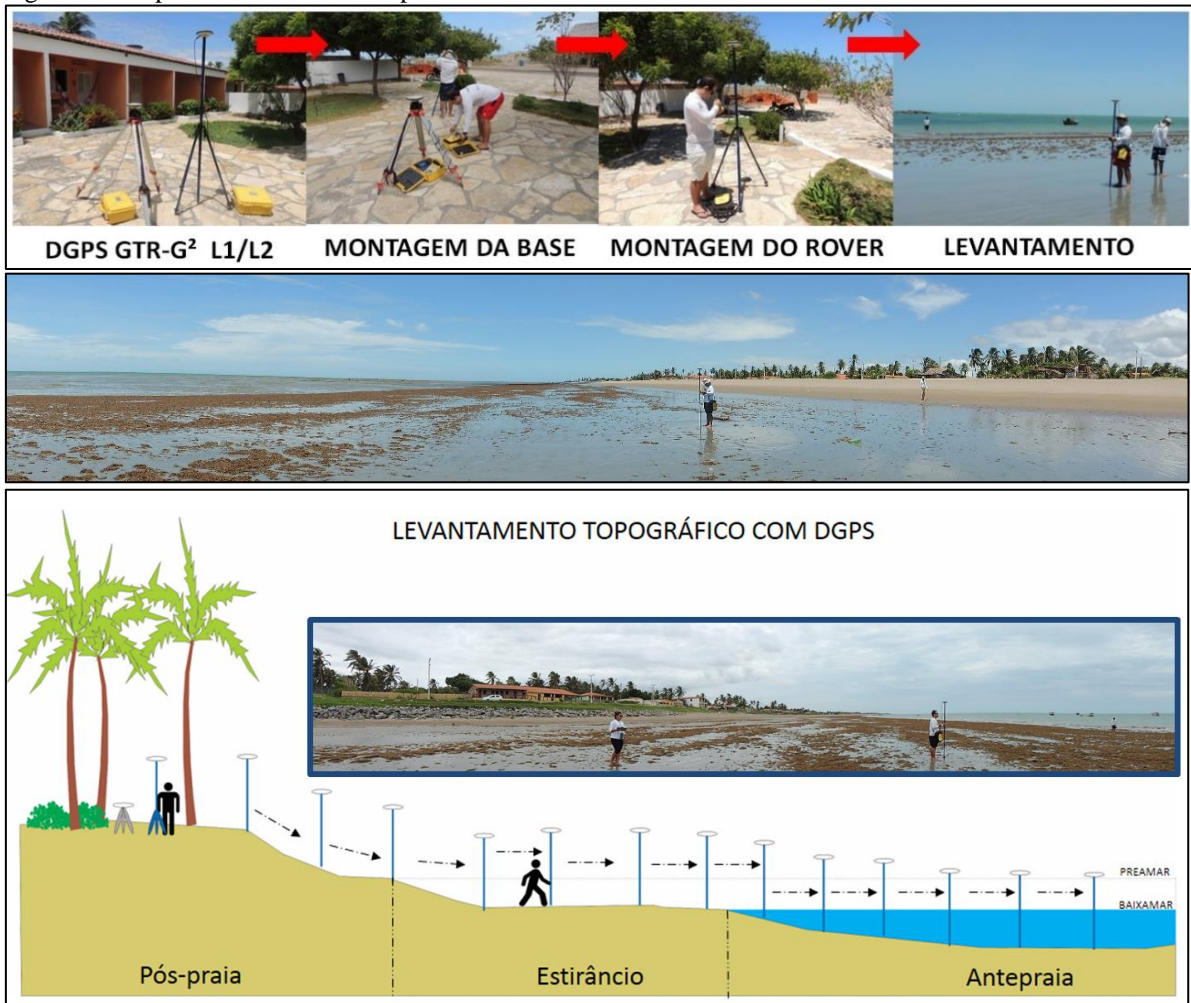 DGPS GTR-G² L1/L2
MONTAGEM DA BASE
MONTAGEM DO ROVER
LEVANTAMENTO
LEVANTAMENTO TOPOGRÁFICO COM DGPS
PREAMAR
BAIXAMAR
Pós-praia
Estirâncio
Antepraia